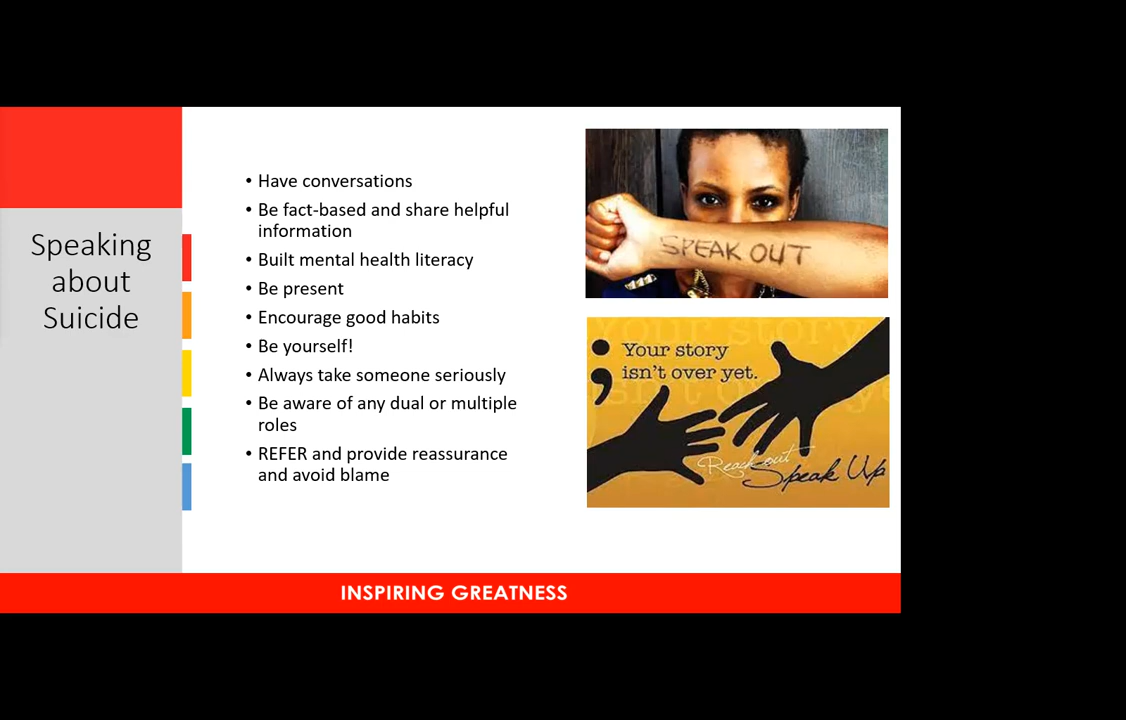 Speaking
about
Suicide
• Have conversations
• Be fact-based and share helpful
information
• Built mental health literacy
• Be present
• Encourage good habits
• Be yourself!
• Always take someone seriously
• Be aware of any dual or multiple
roles
• REFER and provide reassurance
and avoid blame
SPEAK OUT
; Your story
isn't over yet.
Reach out
Speak Up
INSPIRING GREATNESS